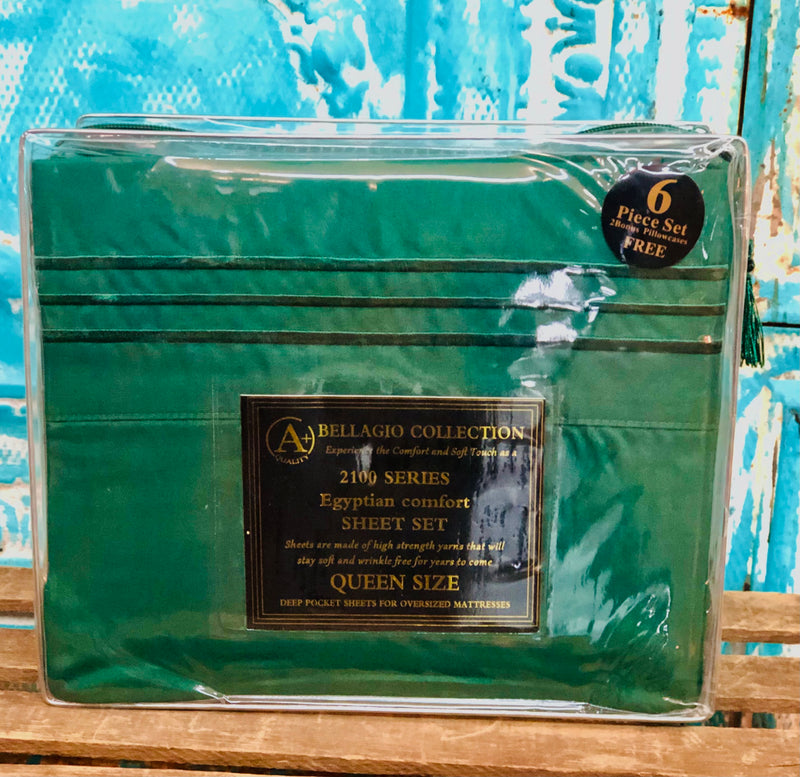 6
Piece Set
2Bonus Pillowcases
FREE
A+
QUALITY
BELLAGIO COLLECTION
Experience the Comfort and Soft Touch as a
2100 SERIES
Egyptian comfort
SHEET SET
Sheets are made of high strength yarns that will
stay soft and wrinkle free for years to come
QUEEN SIZE
DEEP POCKET SHEETS FOR OVERSIZED MATTRESSES